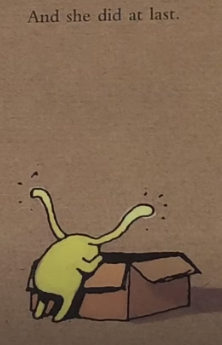 And she did at last.